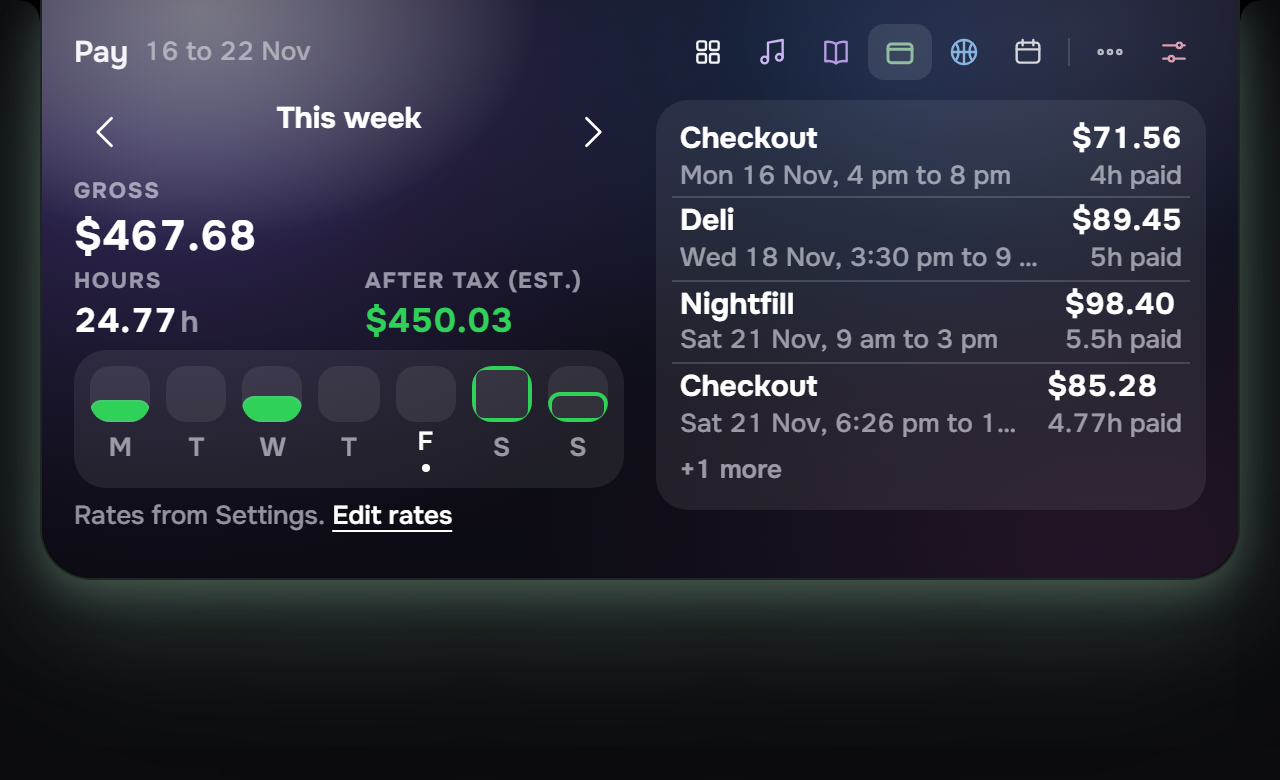 Pay 16 to 22 Nov
This week
GROSS
$467.68
HOURS
24.77h
AFTER TAX (EST.)
$450.03
M T W T F S S
Rates from Settings. Edit rates
Checkout $71.56
Mon 16 Nov, 4 pm to 8 pm 4h paid
Deli $89.45
Wed 18 Nov, 3:30 pm to 9 ... 5h paid
Nightfill $98.40
Sat 21 Nov, 9 am to 3 pm 5.5h paid
Checkout $85.28
Sat 21 Nov, 6:26 pm to 1... 4.77h paid
+1 more